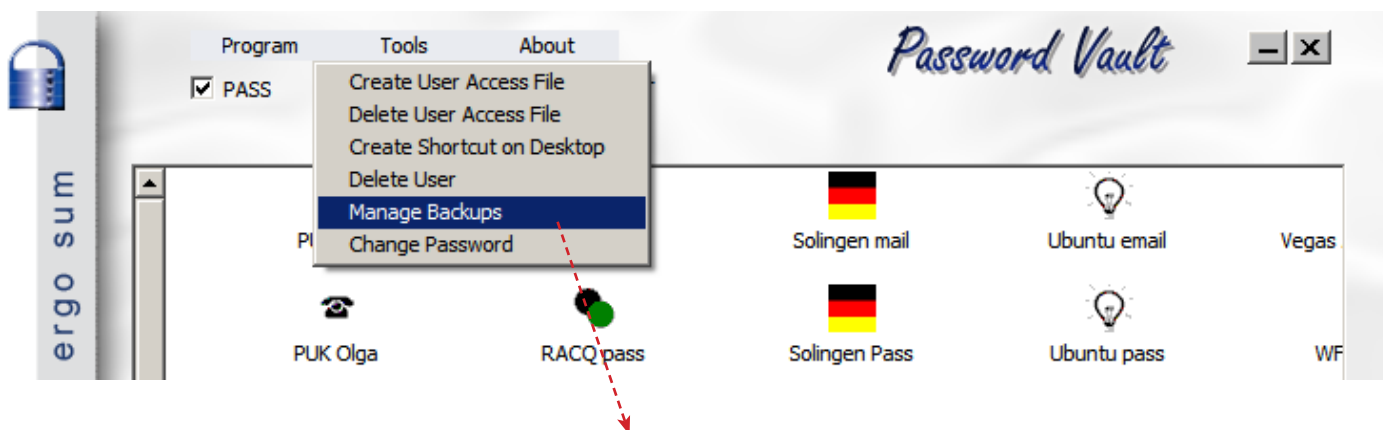 Program Tools About
Password Vault
PASS
Create User Access File
Delete User Access File
Create Shortcut on Desktop
Delete User
Manage Backups
Change Password
ergo sum
Solingen mail
Ubuntu email
Vegas
PUK Olga
RACQ pass
Solingen Pass
Ubuntu pass